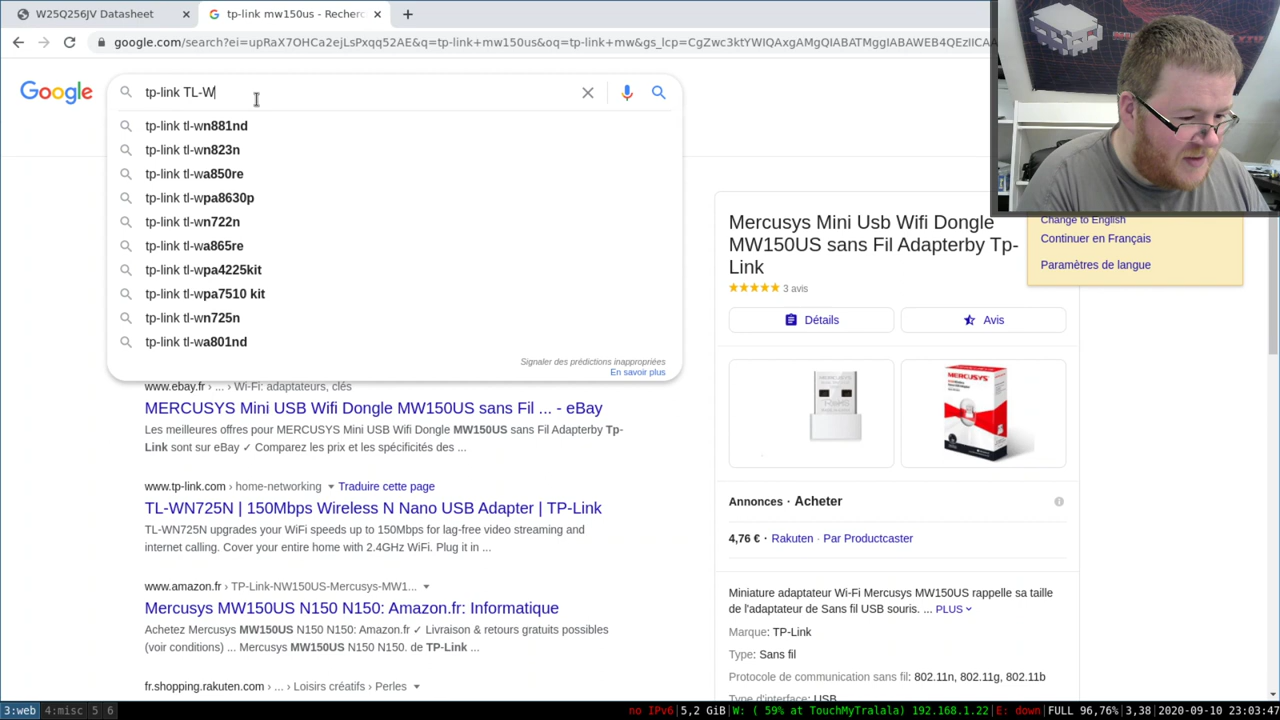 W25Q256JV Datasheet
tp-link mw150us - Recherc
google.com/search?ei=upRaX7OHCa2ejLsPxqq52AE&q=tp-link+mw150us&oq=tp-link+mw&gs_lcp=CgZwc3ktYWIQAxgAMgQIABATMggIABAWEB4QEzIICA
Google
tp-link TL-W
tp-link tl-wn881nd
tp-link tl-wn823n
tp-link tl-wa850re
tp-link tl-wpa8630p
tp-link tl-wn722n
tp-link tl-wa865re
tp-link tl-wpa4225kit
tp-link tl-wpa7510 kit
tp-link tl-wn725n
tp-link tl-wa801nd
Signaler des prédictions inappropriées
En savoir plus
www.ebay.fr › ... › Wi-Fi: adaptateurs, clés
MERCUSYS Mini USB Wifi Dongle MW150US sans Fil ... - eBay
Les meilleures offres pour MERCUSYS Mini USB Wifi Dongle MW150US sans Fil Adapterby Tp-
Link sont sur eBay ✓ Comparez les prix et les spécificités des ...
www.tp-link.com › home-networking Traduire cette page
TL-WN725N | 150Mbps Wireless N Nano USB Adapter | TP-Link
TL-WN725N upgrades your WiFi speeds up to 150Mbps for lag-free video streaming and
internet calling. Cover your entire home with 2.4GHz WiFi. Plug it in ...
www.amazon.fr › TP-Link-NW150US-Mercusys-MW1...
Mercusys MW150US N150 N150: Amazon.fr: Informatique
Achetez Mercusys MW150US N150 N150: Amazon.fr ✓ Livraison & retours gratuits possibles
(voir conditions) ... Mercusys MW150US N150 N150. de TP-Link ...
fr.shopping.rakuten.com › ... › Loisirs créatifs › Perles
Change to English
Continuer en Français
Paramètres de langue
Mercusys Mini Usb Wifi Dongle
MW150US sans Fil Adapterby Tp-
Link
3 avis
Détails
Avis
MERCUSYS
Annonces · Acheter
4,76 € · Rakuten · Par Productcaster
Miniature adaptateur Wi-Fi Mercusys MW150US rappelle sa taille
de l'adaptateur de Sans fil USB souris. ... PLUS
Marque: TP-Link
Type: Sans fil
Protocole de communication sans fil: 802.11n, 802.11g, 802.11b
Type d'interface: USB
3:web 4:misc 5 6
no IPv6|5,2 GiB|W: ( 59% at TouchMyTralala) 192.168.1.22|E: down|FULL 96,76%|3,38|2020-09-10 23:03:47